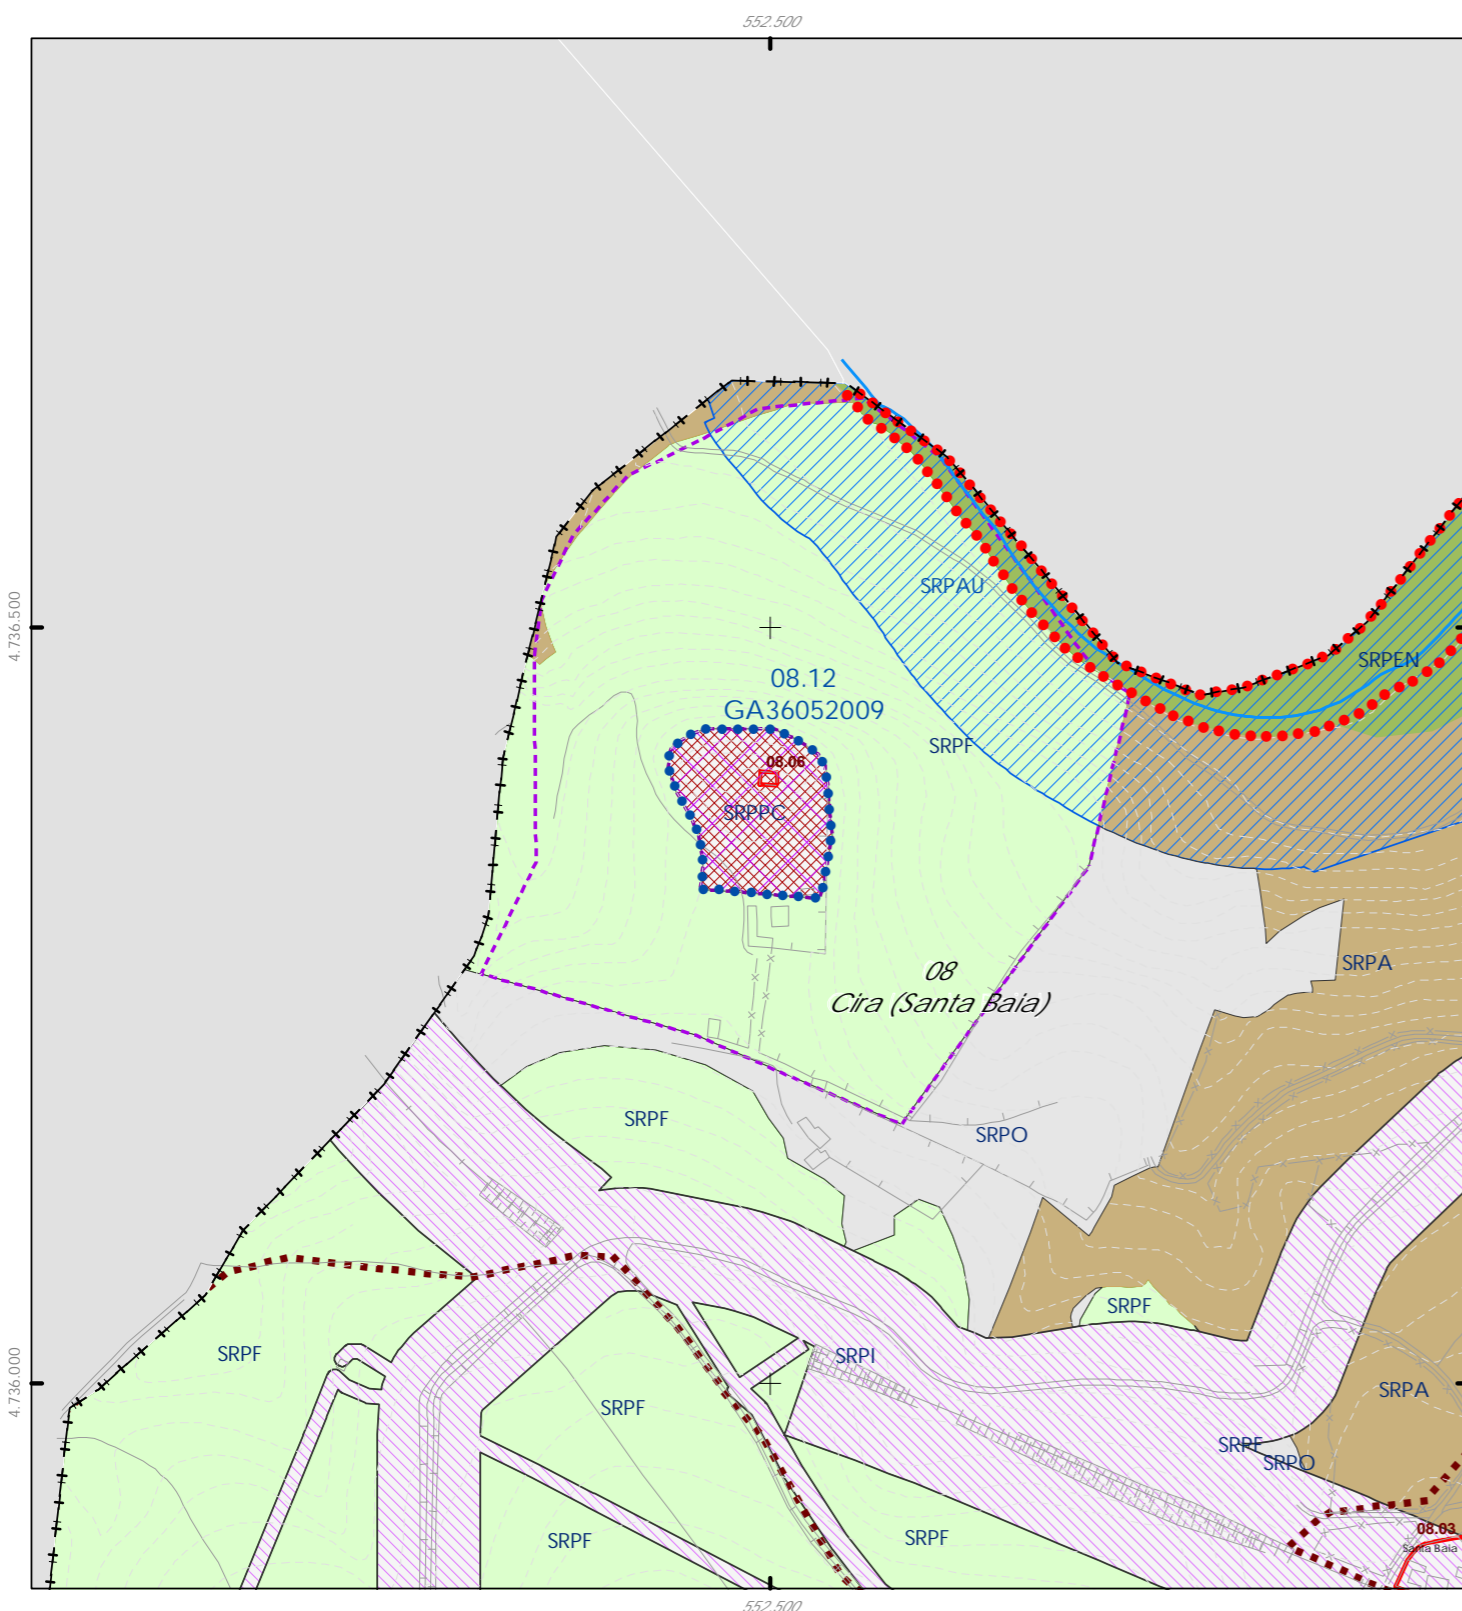 552.500
4.736.500
SRPAU
SRPEN
08.12
GA36052009
SRPF
08.06
SRPPC
SRPA
08
Cira (Santa Baia)
SRPF
SRPO
SRPF
SRPF
SRPI
4.736.000
SRPF
SRPA
SRPF
SRPO
SRPF
SRPF
08.03
Santa Baia
552.500